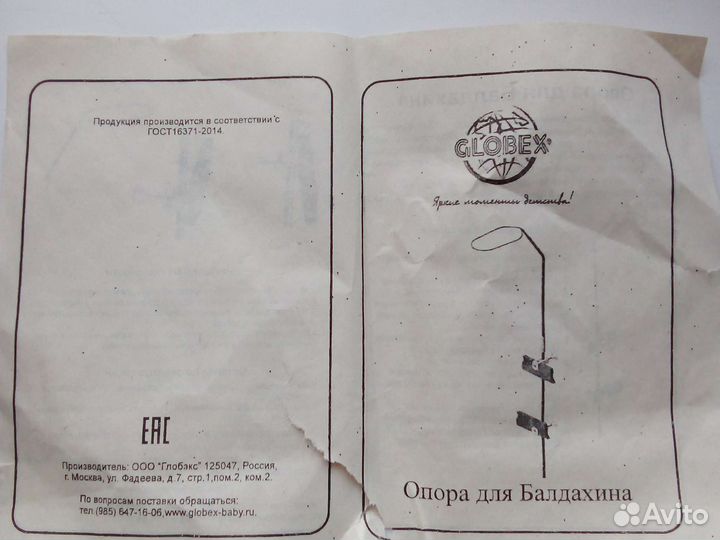 Продукция производится в соответствии с
ГОСТ16371-2014.
EAC
Производитель: ООО "Глобэкс" 125047, Россия,
г. Москва, ул. Фадеева, д.7, стр.1,пом.2, ком.2.
По вопросам поставки обращаться:
тел.(985) 647-16-06,www.globex-baby.ru.
GLOBEX®
Яркие моменты детства!
Опора для Балдахина
Avito